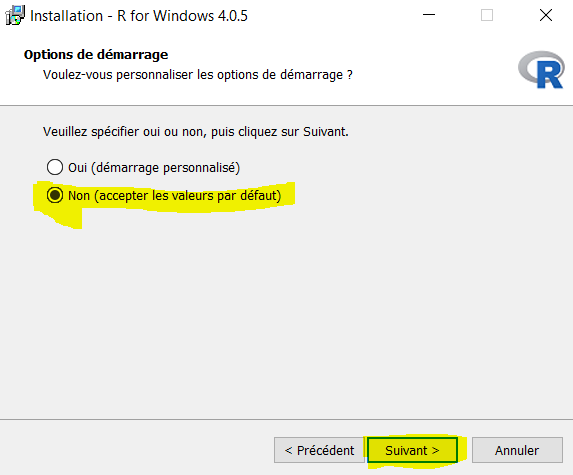 Installation - R for Windows 4.0.5
Options de démarrage
Voulez-vous personnaliser les options de démarrage ?
R
Veuillez spécifier oui ou non, puis cliquez sur Suivant.
Oui (démarrage personnalisé)
Non (accepter les valeurs par défaut)
< Précédent Suivant > Annuler